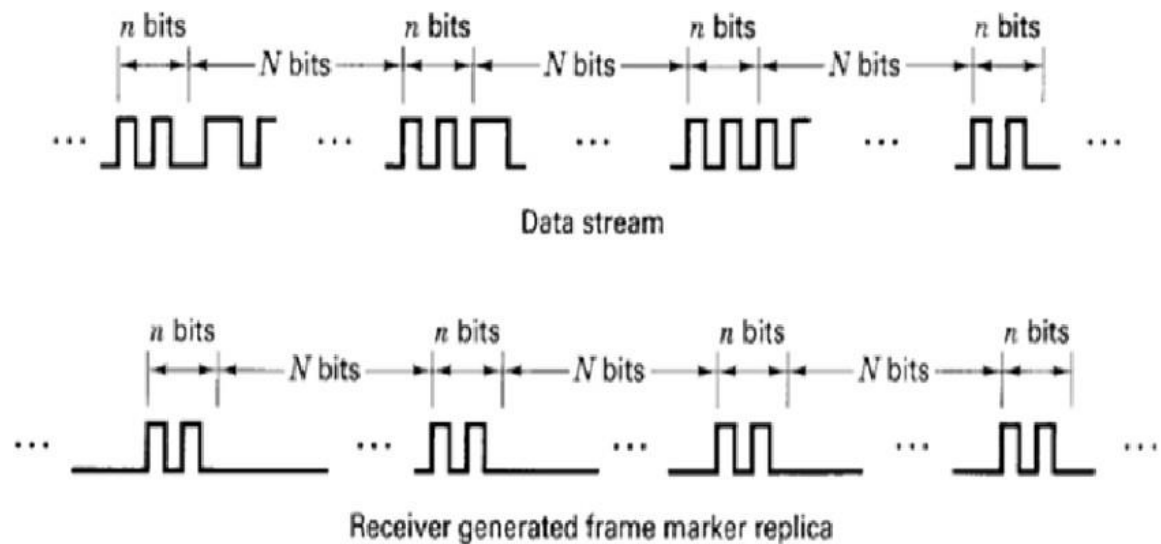 n bits n bits n bits n bits
N bits N bits N bits
... ... ... ... ...
Data stream
n bits n bits n bits n bits
N bits N bits N bits
... ... ... ... ...
Receiver generated frame marker replica